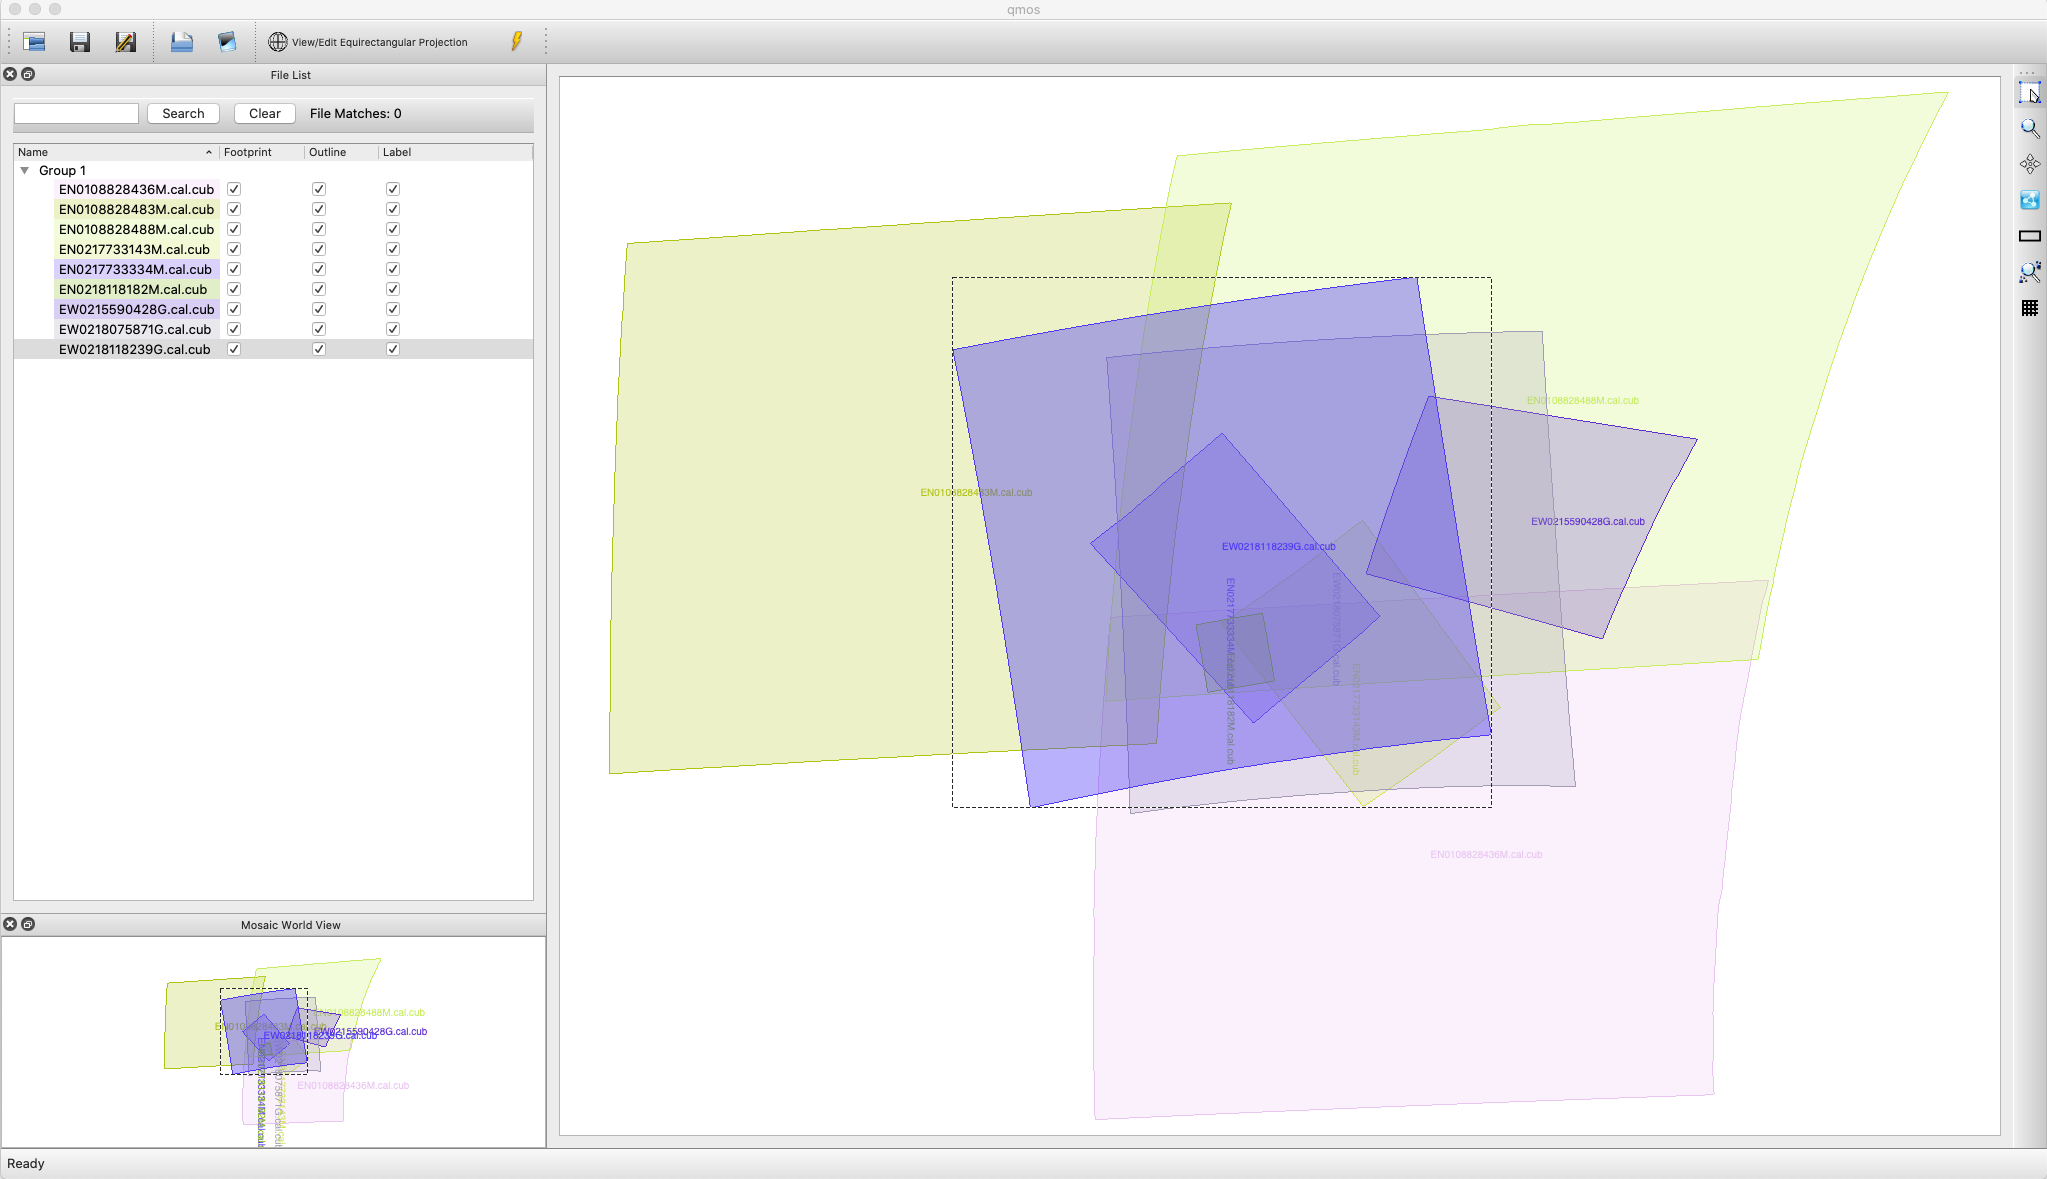 qmos
View/Edit Equirectangular Projection
File List
Search Clear File Matches: 0
Name Footprint Outline Label
Group 1
EN0108828436M.cal.cub
EN0108828483M.cal.cub
EN0108828488M.cal.cub
EN0217733143M.cal.cub
EN0217733334M.cal.cub
EN0218118182M.cal.cub
EW0215590428G.cal.cub
EW0218075871G.cal.cub
EW0218118239G.cal.cub
EN0108828488M.cal.cub
EN0108828483M.cal.cub
EW0215590428G.cal.cub
EW0218118239G.cal.cub
EN0108828436M.cal.cub
Mosaic World View
EW0215590428G.cal.cub
EW0218118239G.cal.cub
EN0108828436M.cal.cub
Ready